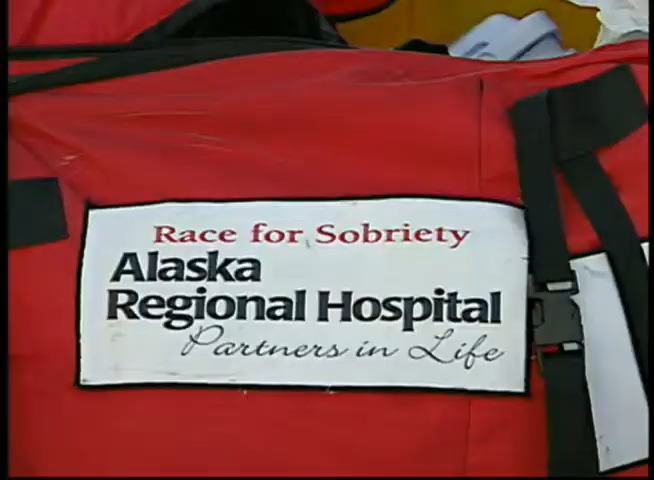 Race for Sobriety
Alaska
Regional Hospital
Partners in Life